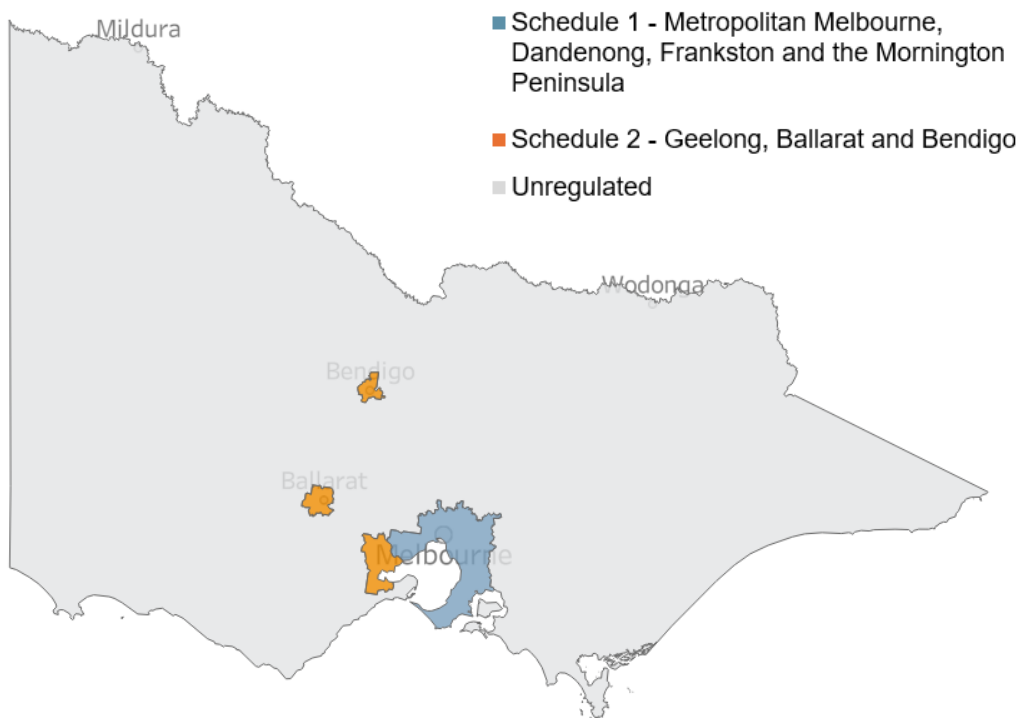 Mildura
Schedule 1 - Metropolitan Melbourne,
Dandenong, Frankston and the Mornington
Peninsula
Schedule 2 - Geelong, Ballarat and Bendigo
Unregulated
Wodonga
Bendigo
Ballarat
Melbourne